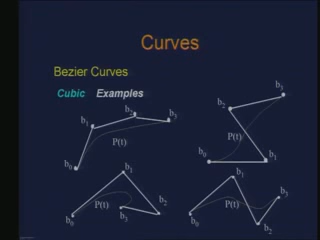 Curves
Bezier Curves
Cubic Examples
b₀ b₁ b₂ b₃ P(t)
b₀ b₁ b₂ b₃ P(t)
b₀ b₁ b₂ b₃ P(t)
b₀ b₁ b₂ b₃ P(t)